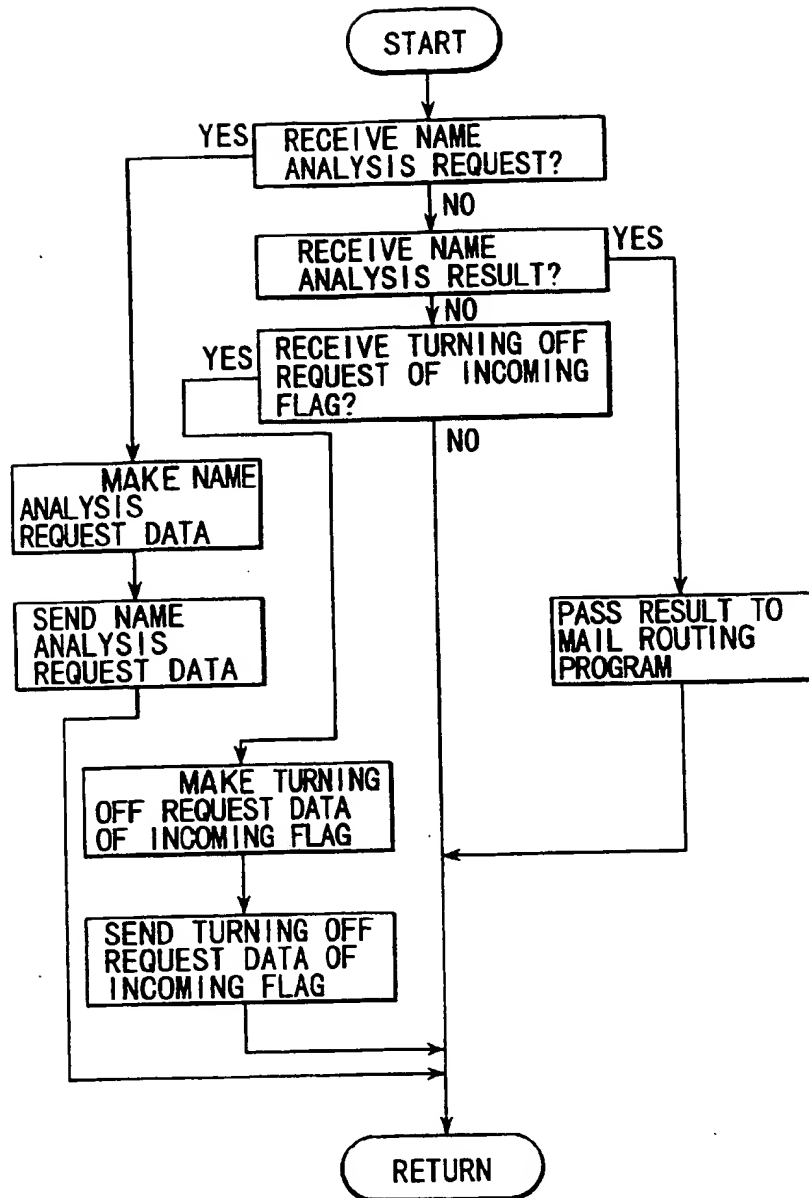 START
YES
RECEIVE NAME
ANALYSIS REQUEST?
NO
RECEIVE NAME
ANALYSIS RESULT?
YES
NO
YES
RECEIVE TURNING OFF
REQUEST OF INCOMING
FLAG?
NO
MAKE NAME
ANALYSIS
REQUEST DATA
SEND NAME
ANALYSIS
REQUEST DATA
PASS RESULT TO
MAIL ROUTING
PROGRAM
MAKE TURNING
OFF REQUEST DATA
OF INCOMING FLAG
SEND TURNING OFF
REQUEST DATA OF
INCOMING FLAG
RETURN